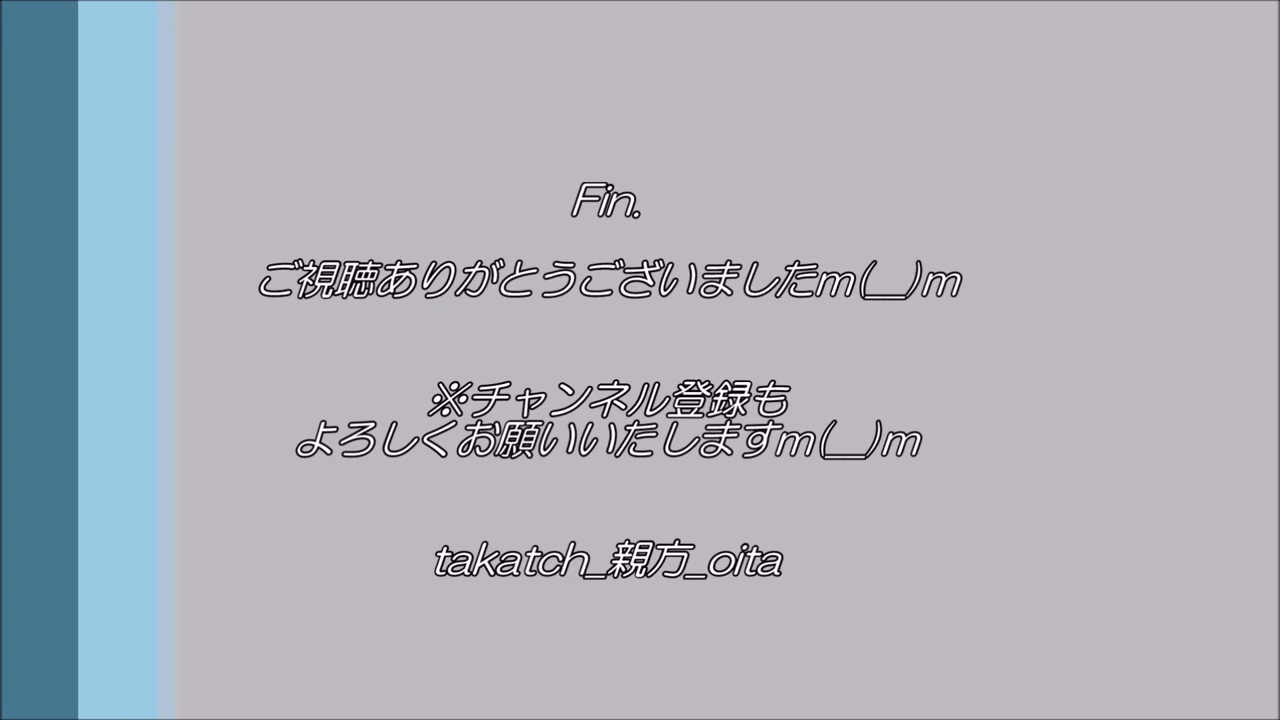 Fin.
ご視聴ありがとうございましたm(__)m
※チャンネル登録も
よろしくお願いいたしますm(__)m
takatch_親方_oita